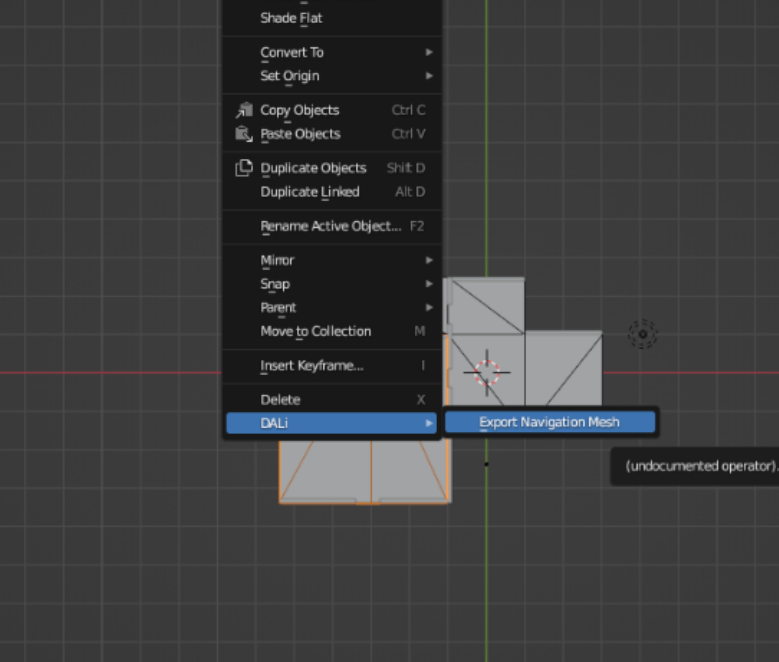 Shade Flat
Convert To
Set Origin
Copy Objects Ctrl C
Paste Objects Ctrl V
Duplicate Objects Shift D
Duplicate Linked Alt D
Rename Active Object... F2
Mirror
Snap
Parent
Move to Collection M
Insert Keyframe... I
Delete X
DALi
Export Navigation Mesh
(undocumented operator).